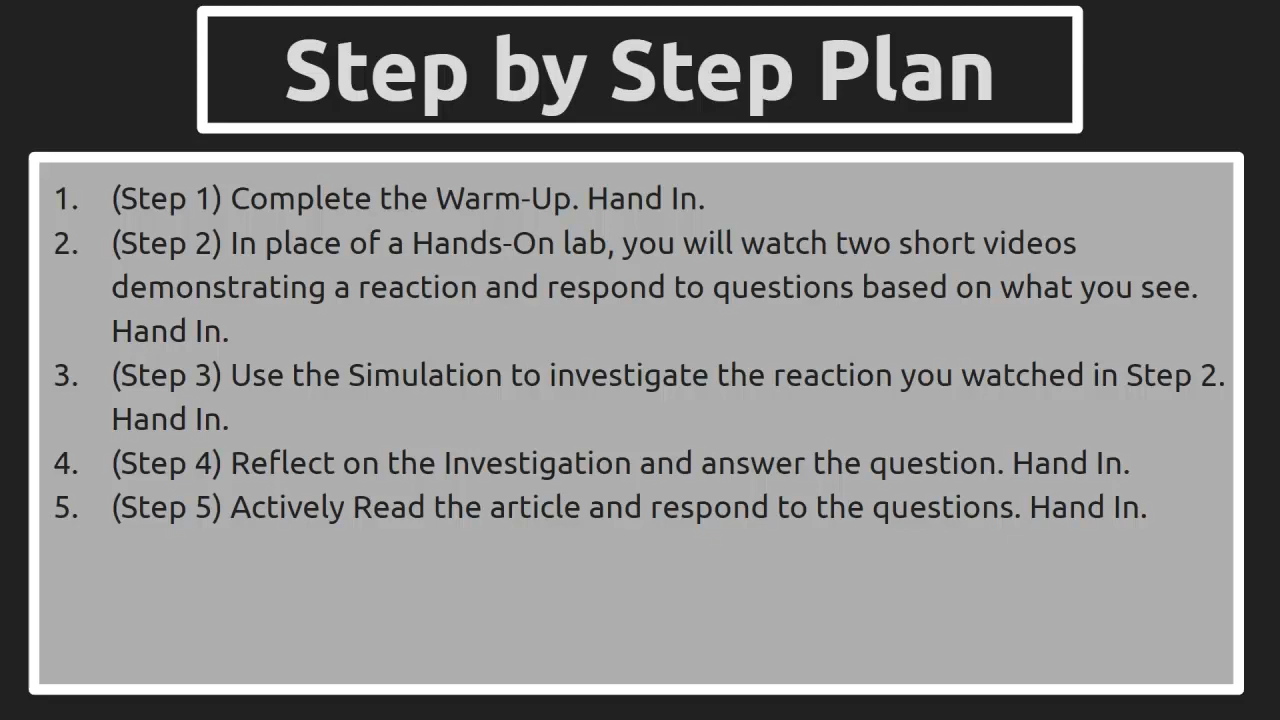 Step by Step Plan
1. (Step 1) Complete the Warm-Up. Hand In.
2. (Step 2) In place of a Hands-On lab, you will watch two short videos
demonstrating a reaction and respond to questions based on what you see.
Hand In.
3. (Step 3) Use the Simulation to investigate the reaction you watched in Step 2.
Hand In.
4. (Step 4) Reflect on the Investigation and answer the question. Hand In.
5. (Step 5) Actively Read the article and respond to the questions. Hand In.